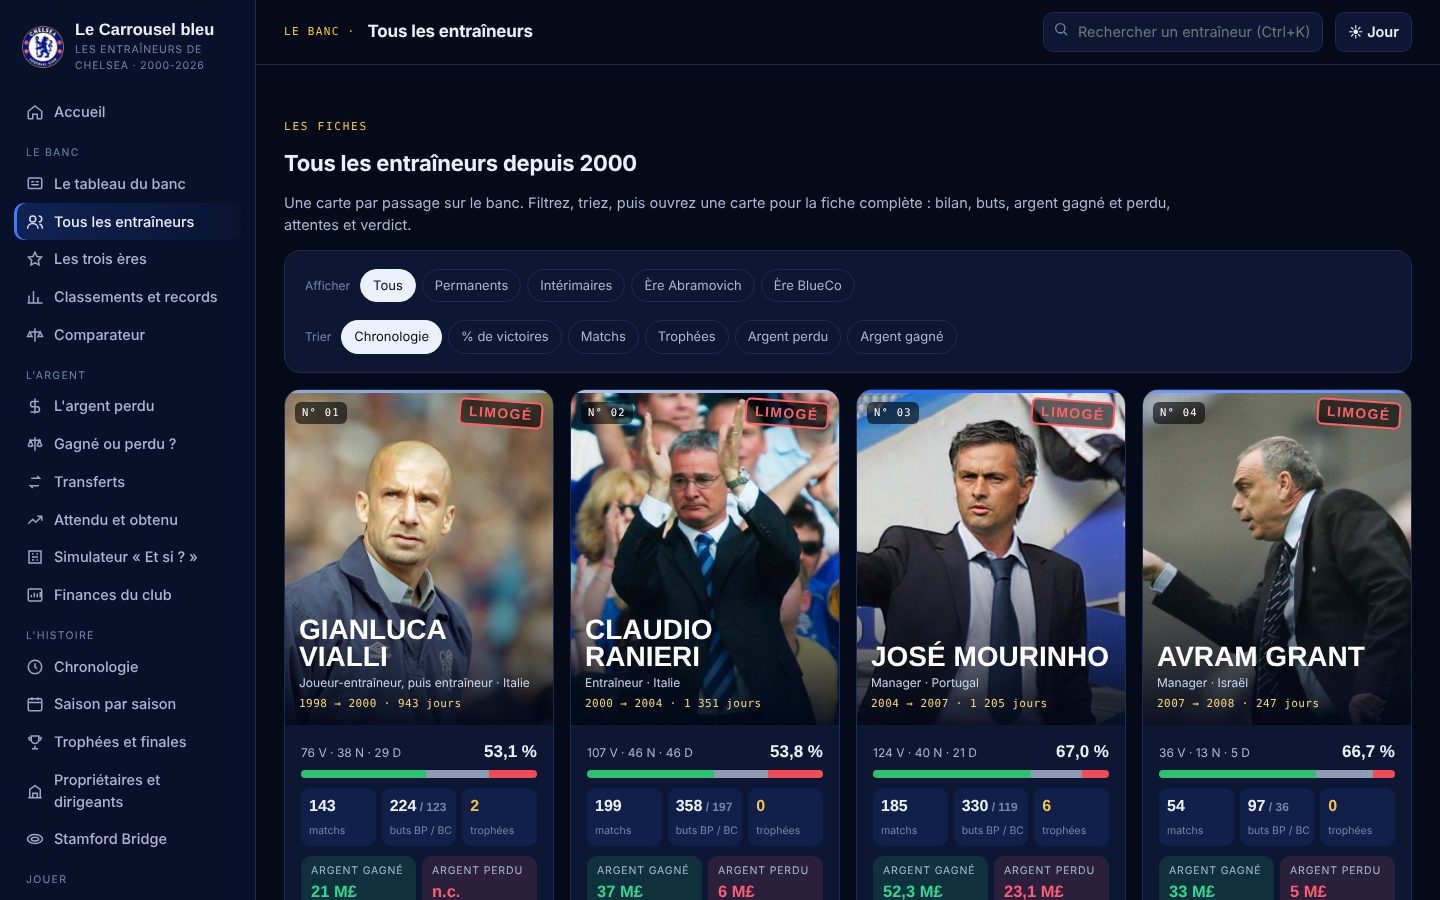 Le Carrousel bleu
LES ENTRAÎNEURS DE
CHELSEA · 2000-2026
Accueil
LE BANC
Le tableau du banc
Tous les entraîneurs
Les trois ères
Classements et records
Comparateur
L'ARGENT
L'argent perdu
Gagné ou perdu ?
Transferts
Attendu et obtenu
Simulateur « Et si ? »
Finances du club
L'HISTOIRE
Chronologie
Saison par saison
Trophées et finales
Propriétaires et
dirigeants
Stamford Bridge
JOUER
LE BANC · Tous les entraîneurs
Rechercher un entraîneur (Ctrl+K)
Jour
LES FICHES
Tous les entraîneurs depuis 2000
Une carte par passage sur le banc. Filtrez, triez, puis ouvrez une carte pour la fiche complète : bilan, buts, argent gagné et perdu,
attentes et verdict.
Afficher Tous Permanents Intérimaires Ère Abramovich Ère BlueCo
Trier Chronologie % de victoires Matchs Trophées Argent perdu Argent gagné
N° 01 LIMOGÉ
GIANLUCA
VIALLI
Joueur-entraîneur, puis entraîneur · Italie
1998 → 2000 · 943 jours
76 V · 38 N · 29 D 53,1 %
143 224 / 123 2
matchs buts BP / BC trophées
ARGENT GAGNÉ ARGENT PERDU
21 M£ n.c.
N° 02 LIMOGÉ
CLAUDIO
RANIERI
Entraîneur · Italie
2000 → 2004 · 1 351 jours
107 V · 46 N · 46 D 53,8 %
199 358 / 197 0
matchs buts BP / BC trophées
ARGENT GAGNÉ ARGENT PERDU
37 M£ 6 M£
N° 03 LIMOGÉ
JOSÉ MOURINHO
Manager · Portugal
2004 → 2007 · 1 205 jours
124 V · 40 N · 21 D 67,0 %
185 330 / 119 6
matchs buts BP / BC trophées
ARGENT GAGNÉ ARGENT PERDU
52,3 M£ 23,1 M£
N° 04 LIMOGÉ
AVRAM GRANT
Manager · Israël
2007 → 2008 · 247 jours
36 V · 13 N · 5 D 66,7 %
54 97 / 36 0
matchs buts BP / BC trophées
ARGENT GAGNÉ ARGENT PERDU
33 M£ 5 M£